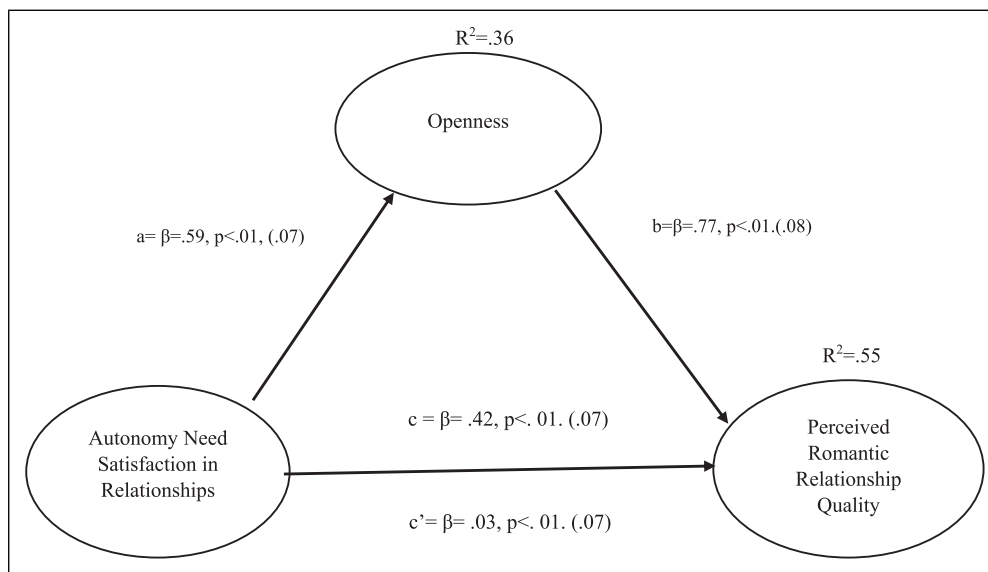 R²=.36
Openness
a= β=.59, p<.01, (.07)
b=β=.77, p<.01.(.08)
R²=.55
Autonomy Need
Satisfaction in
Relationships
c = β= .42, p<. 01. (.07)
Perceived
Romantic
Relationship
Quality
c’= β= .03, p<. 01. (.07)